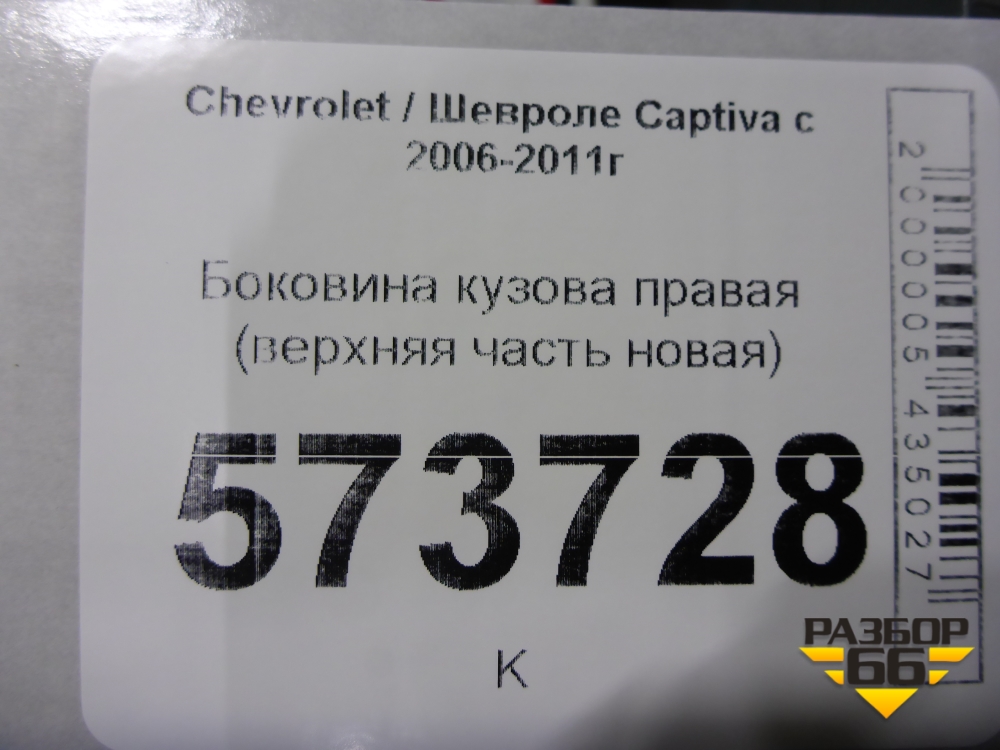 Chevrolet / Шевроле Captiva с
2006-2011г
Боковина кузова правая
(верхняя часть новая)
573728
К
2000005435027
РАЗБОР
66